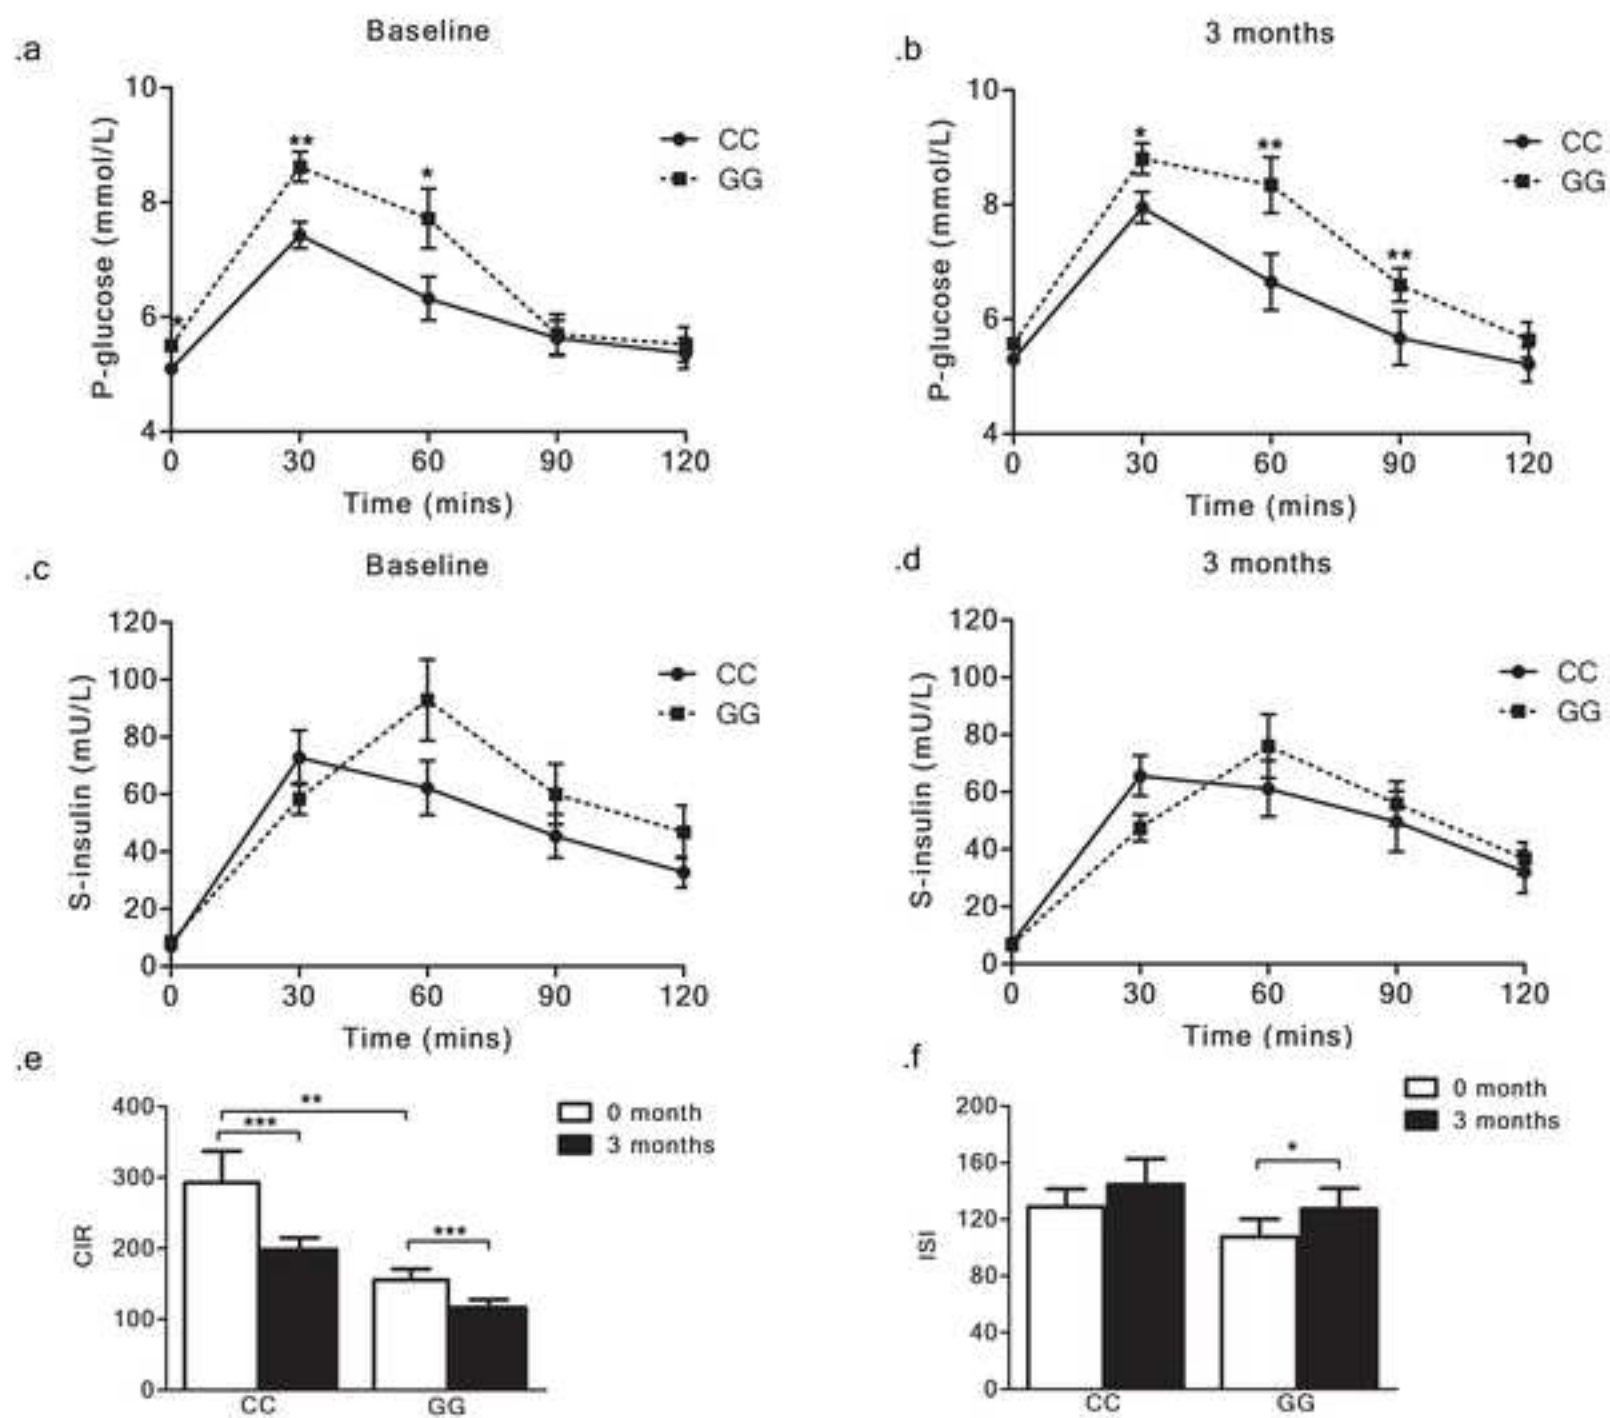 .a
Baseline
P-glucose (mmol/L)
10
8
6
4
*
**
*
CC
GG
0 30 60 90 120
Time (mins)
.b
3 months
P-glucose (mmol/L)
10
8
6
4
*
**
**
CC
GG
0 30 60 90 120
Time (mins)
.c
Baseline
S-insulin (mU/L)
120
100
80
60
40
20
0
CC
GG
0 30 60 90 120
Time (mins)
.d
3 months
S-insulin (mU/L)
120
100
80
60
40
20
0
CC
GG
0 30 60 90 120
Time (mins)
.e
CIR
400
300
200
100
0
**
***
***
0 month
3 months
CC GG
.f
ISI
200
160
120
80
40
0
*
0 month
3 months
CC GG